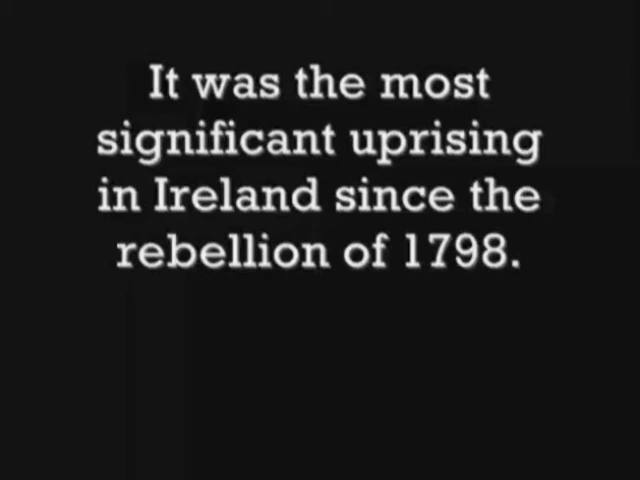 It was the most
significant uprising
in Ireland since the
rebellion of 1798.